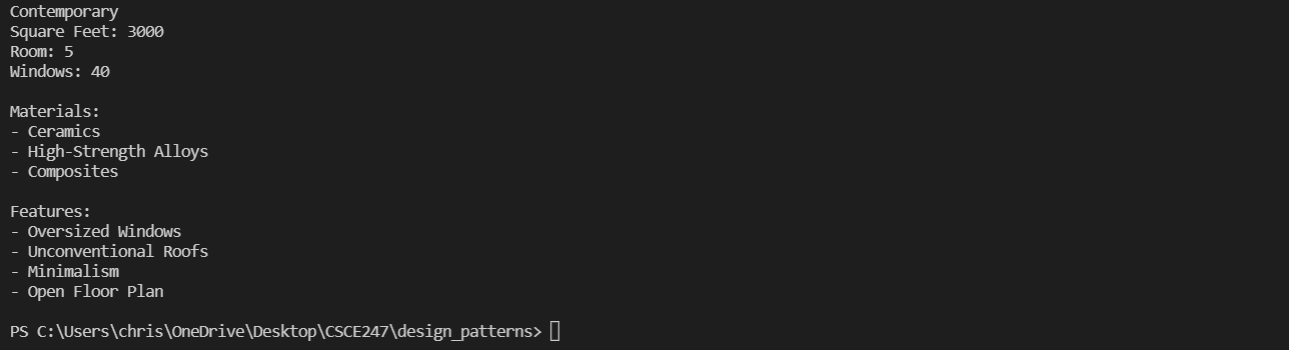 Contemporary
Square Feet: 3000
Room: 5
Windows: 40
Materials:
- Ceramics
- High-Strength Alloys
- Composites
Features:
- Oversized Windows
- Unconventional Roofs
- Minimalism
- Open Floor Plan
PS C:\Users\chris\OneDrive\Desktop\CSCE247\design_patterns>